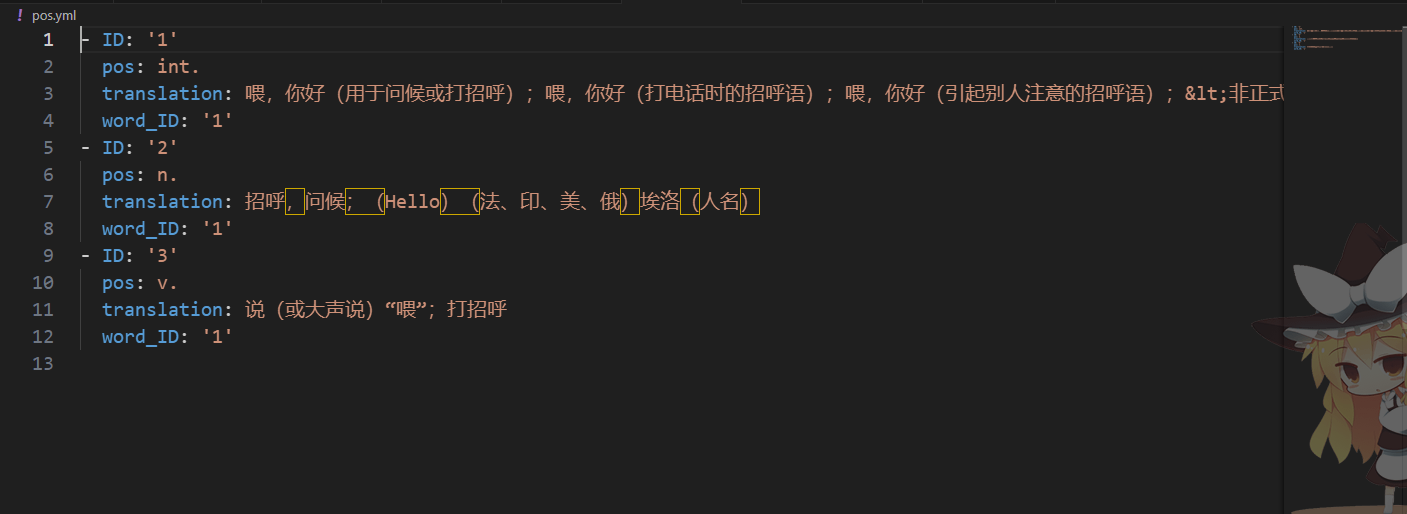 ! pos.yml
1 - ID: '1'
2 pos: int.
3 translation: 喂，你好（用于问候或打招呼）；喂，你好（打电话时的招呼语）；喂，你好（引起别人注意的招呼语）；&lt;非正式
4 word_ID: '1'
5 - ID: '2'
6 pos: n.
7 translation: 招呼，问候；（Hello）（法、印、美、俄）埃洛（人名）
8 word_ID: '1'
9 - ID: '3'
10 pos: v.
11 translation: 说（或大声说）“喂”；打招呼
12 word_ID: '1'
13